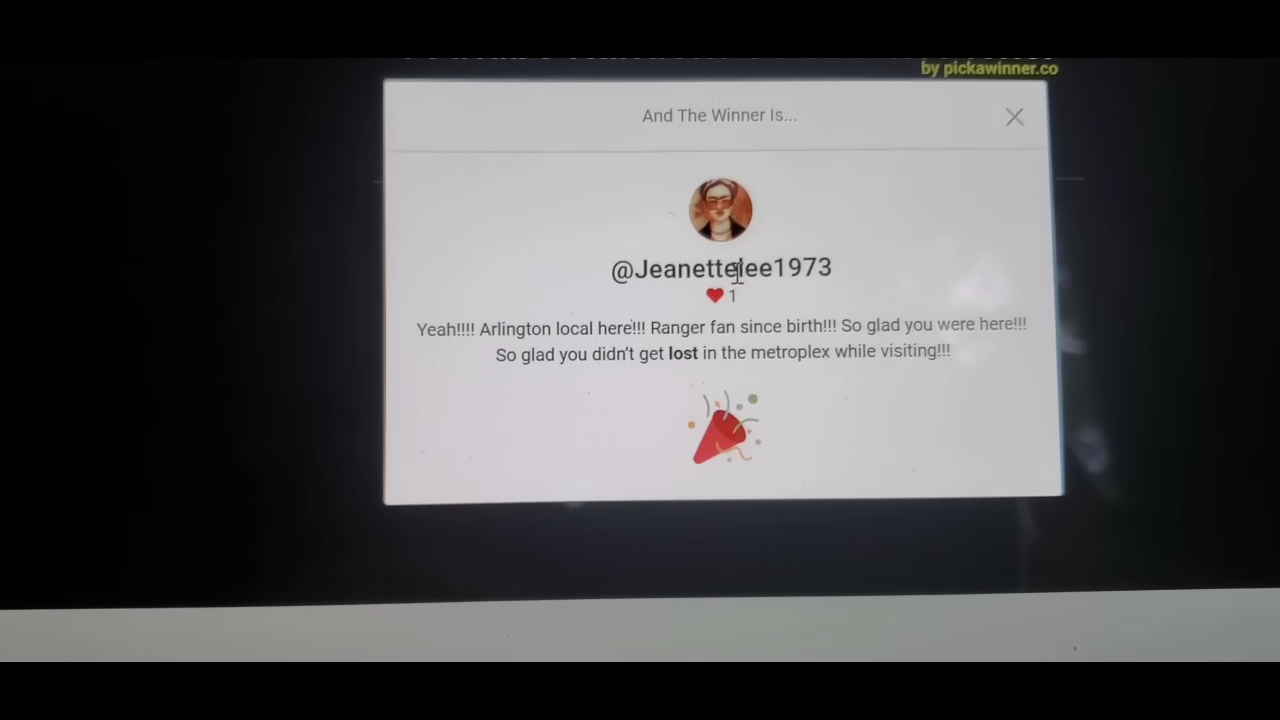 by pickawinner.co
And The Winner Is...
@Jeanettelee1973
1
Yeah!!!! Arlington local here!!! Ranger fan since birth!!! So glad you were here!!!
So glad you didn't get lost in the metroplex while visiting!!!